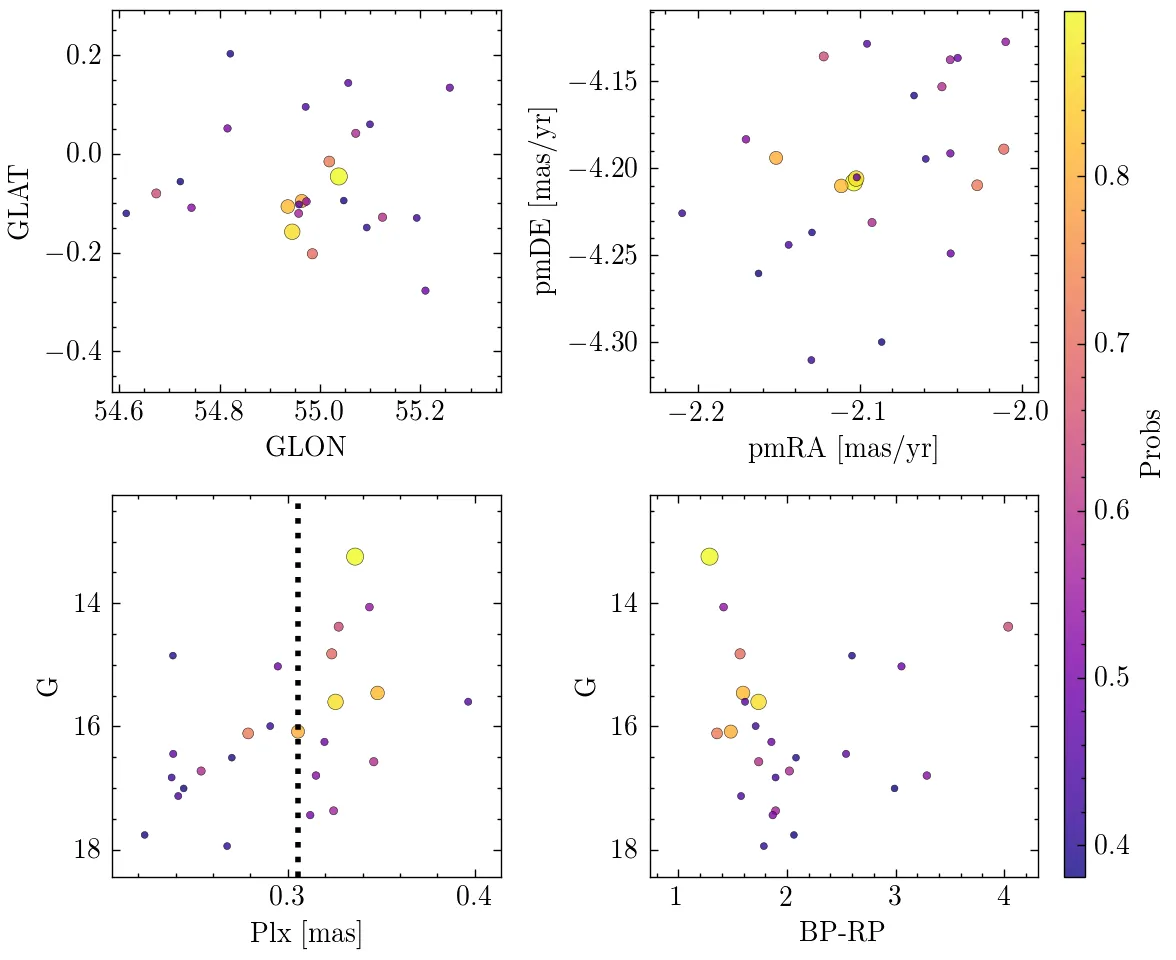 0.2
0.0
−0.2
−0.4
GLAT
54.6 54.8 55.0 55.2
GLON
−4.15
−4.20
−4.25
−4.30
pmDE [mas/yr]
−2.2 −2.1 −2.0
pmRA [mas/yr]
14
16
18
G
0.3 0.4
Plx [mas]
14
16
18
G
1 2 3 4
BP-RP
0.8
0.7
0.6
0.5
0.4
Probs